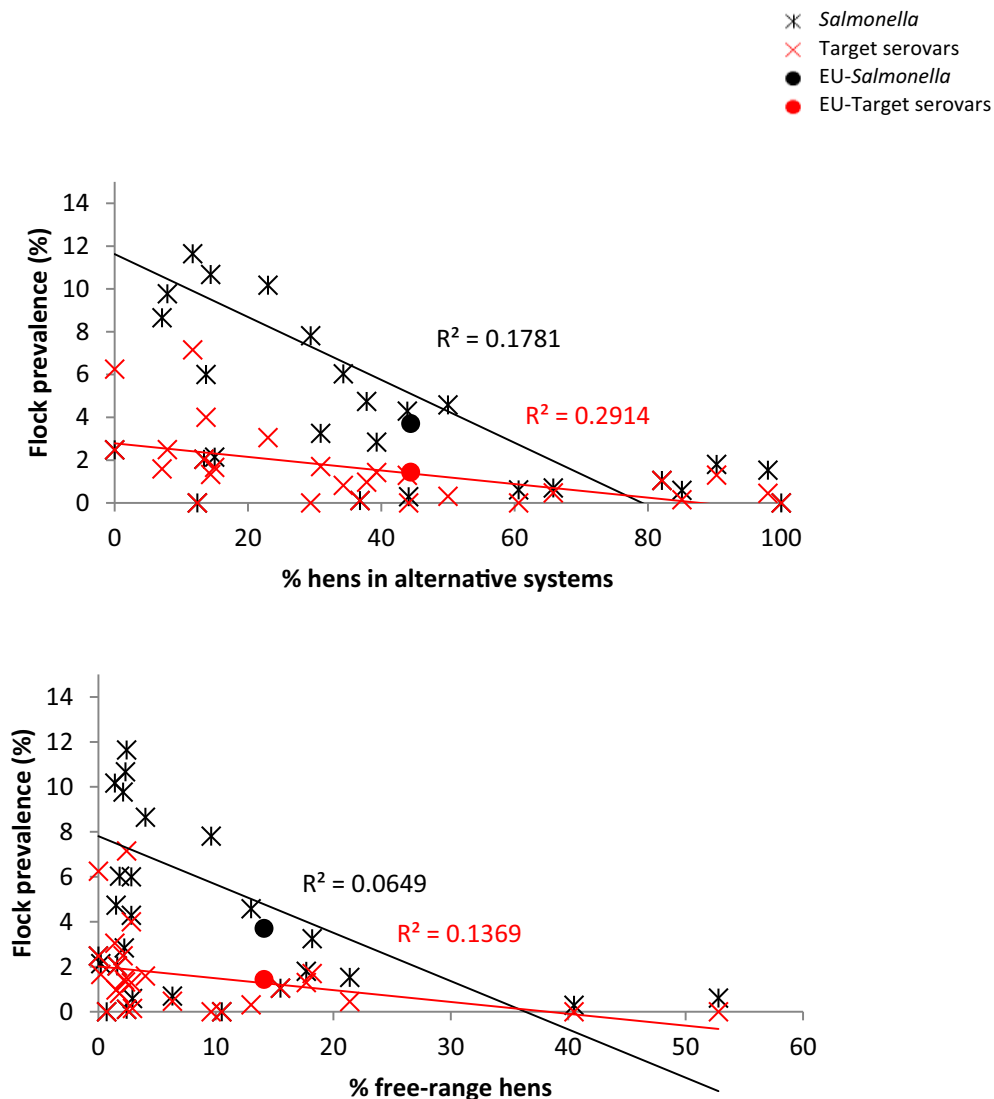 Salmonella
Target serovars
EU-Salmonella
EU-Target serovars
14
12
10
8
6
4
2
0
Flock prevalence (%)
R² = 0.1781
R² = 0.2914
0 20 40 60 80 100
% hens in alternative systems
14
12
10
8
6
4
2
0
Flock prevalence (%)
R² = 0.0649
R² = 0.1369
0 10 20 30 40 50 60
% free-range hens